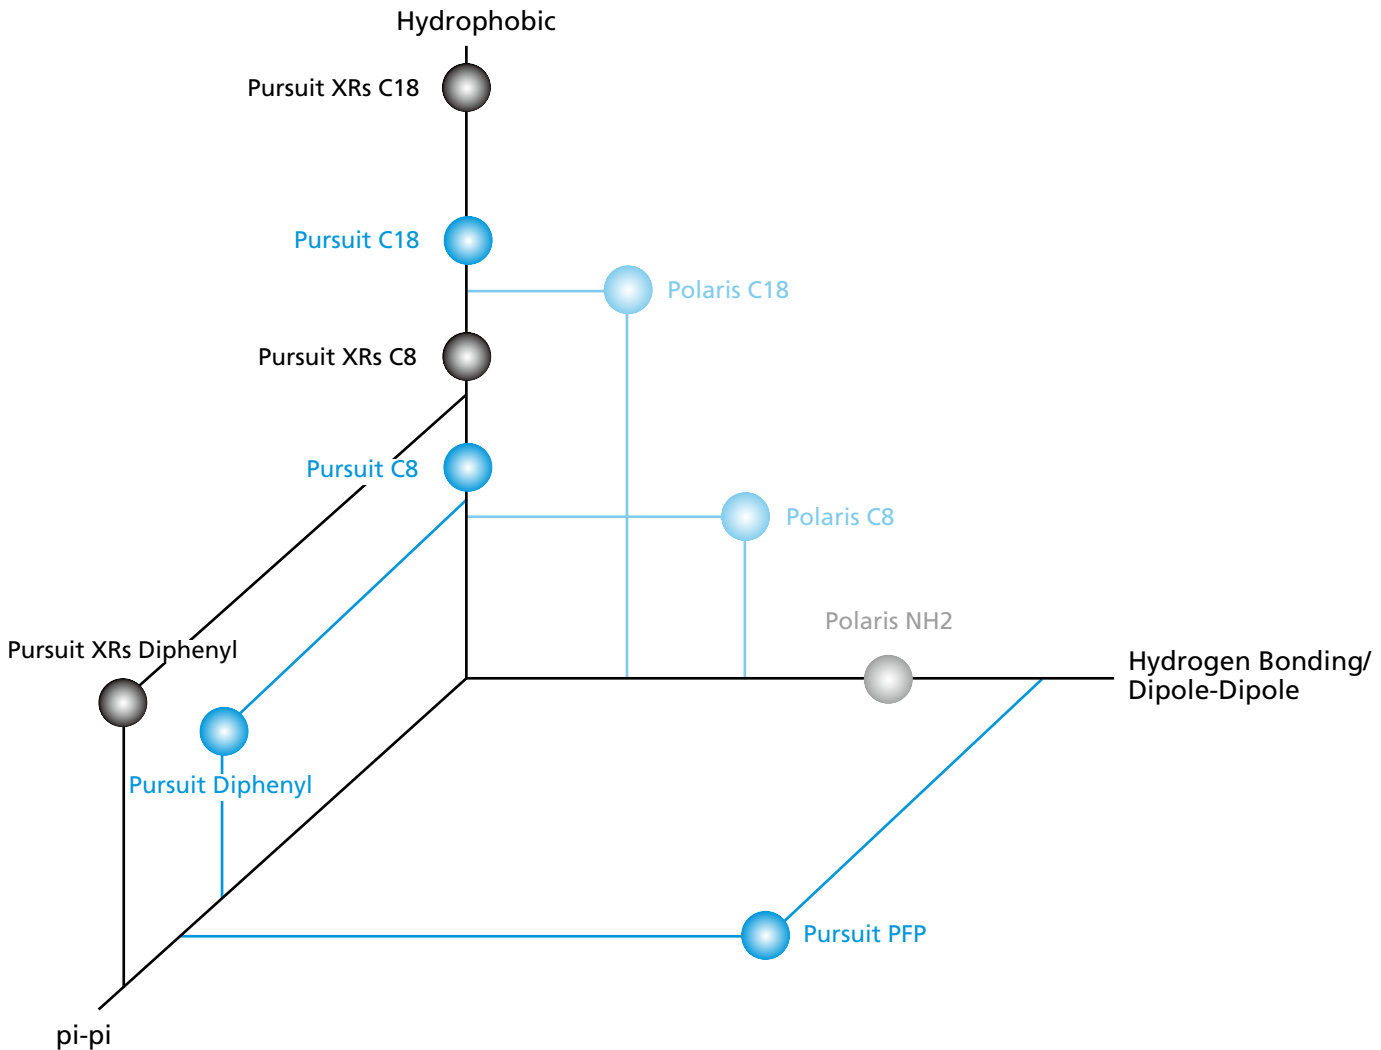 Hydrophobic
Pursuit XRs C18
Pursuit C18
Polaris C18
Pursuit XRs C8
Pursuit C8
Polaris C8
Polaris NH2
Pursuit XRs Diphenyl
Hydrogen Bonding/
Dipole-Dipole
Pursuit Diphenyl
Pursuit PFP
pi-pi